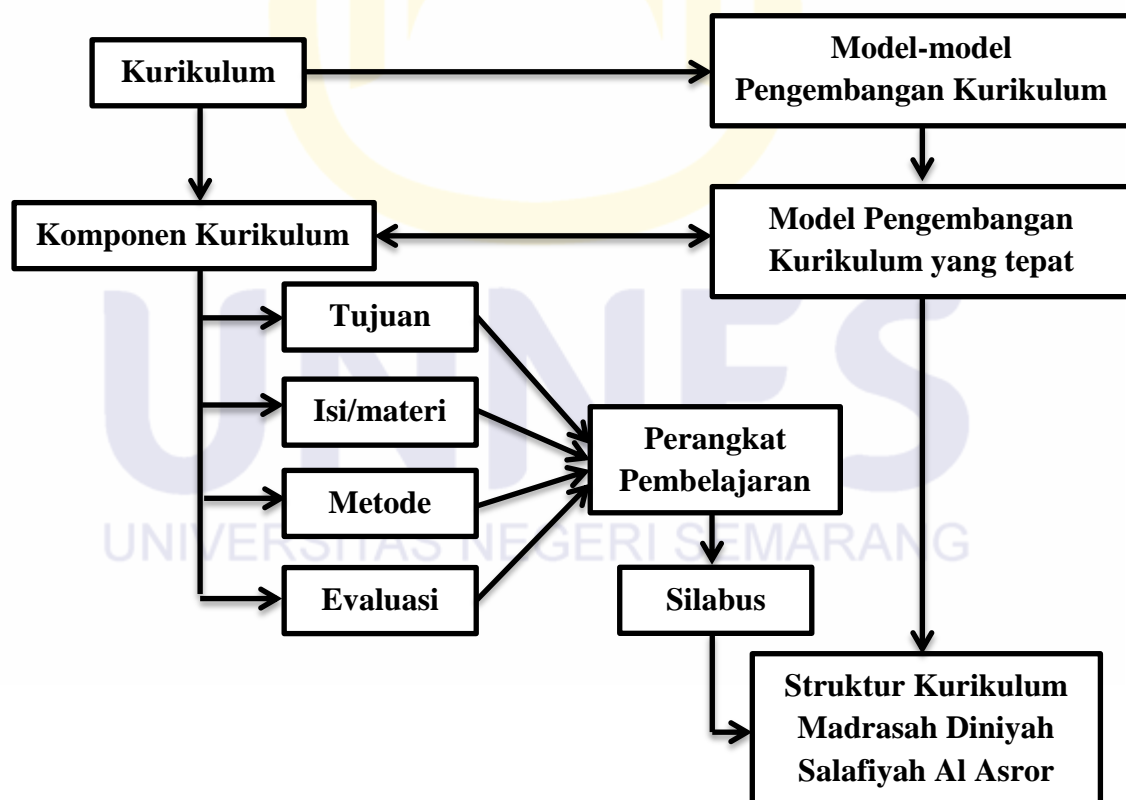 Kurikulum
Model-model
Pengembangan Kurikulum
Komponen Kurikulum
Model Pengembangan
Kurikulum yang tepat
Tujuan
Isi/materi
Metode
Evaluasi
Perangkat
Pembelajaran
Silabus
Struktur Kurikulum
Madrasah Diniyah
Salafiyah Al Asror
UNNES
UNIVERSITAS NEGERI SEMARANG